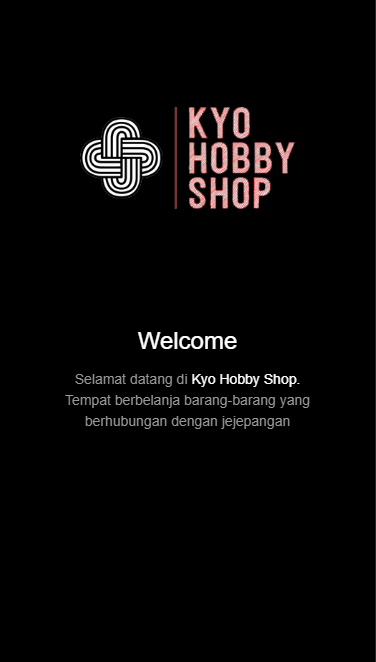 KYO
HOBBY
SHOP
Welcome
Selamat datang di Kyo Hobby Shop.
Tempat berbelanja barang-barang yang
berhubungan dengan jejepangan